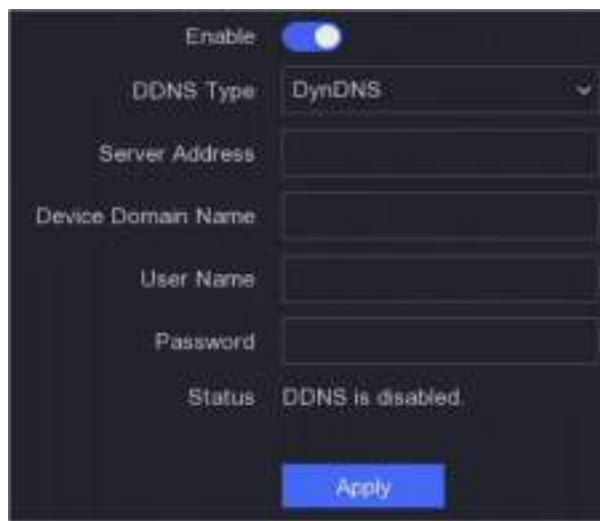 Enable
DDNS Type DynDNS
Server Address
Device Domain Name
User Name
Password
Status DDNS is disabled.
Apply